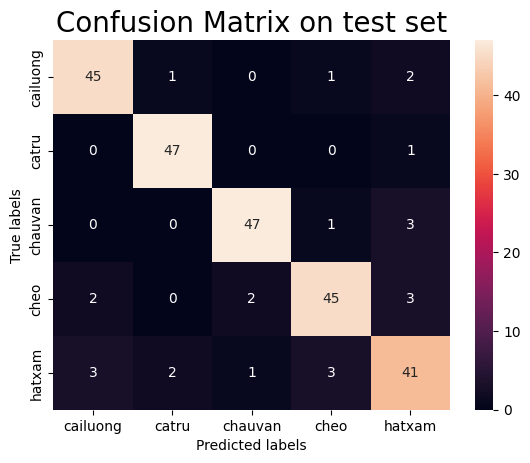 Confusion Matrix on test set
True labels
cailuong 45 1 0 1 2
catru 0 47 0 0 1
chauvan 0 0 47 1 3
cheo 2 0 2 45 3
hatxam 3 2 1 3 41
cailuong catru chauvan cheo hatxam
Predicted labels
40
30
20
10
0